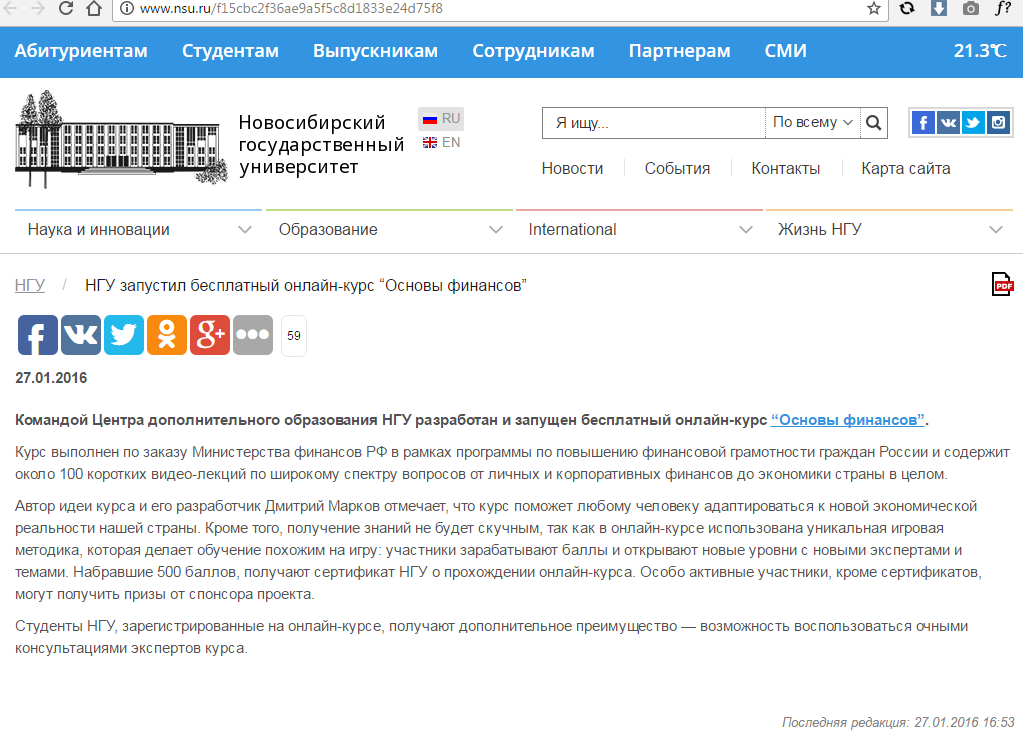 www.nsu.ru/f15cbc2f36ae9a5f5c8d1833e24d75f8
f?
Абитуриентам Студентам Выпускникам Сотрудникам Партнерам СМИ 21.3℃
Новосибирский
государственный
университет
RU
EN
Я ищу... По всему
Новости События Контакты Карта сайта
Наука и инновации Образование International Жизнь НГУ
НГУ / НГУ запустил бесплатный онлайн-курс “Основы финансов”
PDF
59
27.01.2016
Командой Центра дополнительного образования НГУ разработан и запущен бесплатный онлайн-курс “Основы финансов”.
Курс выполнен по заказу Министерства финансов РФ в рамках программы по повышению финансовой грамотности граждан России и содержит
около 100 коротких видео-лекций по широкому спектру вопросов от личных и корпоративных финансов до экономики страны в целом.
Автор идеи курса и его разработчик Дмитрий Марков отмечает, что курс поможет любому человеку адаптироваться к новой экономической
реальности нашей страны. Кроме того, получение знаний не будет скучным, так как в онлайн-курсе использована уникальная игровая
методика, которая делает обучение похожим на игру: участники зарабатывают баллы и открывают новые уровни с новыми экспертами и
темами. Набравшие 500 баллов, получают сертификат НГУ о прохождении онлайн-курса. Особо активные участники, кроме сертификатов,
могут получить призы от спонсора проекта.
Студенты НГУ, зарегистрированные на онлайн-курсе, получают дополнительное преимущество — возможность воспользоваться очными
консультациями экспертов курса.
Последняя редакция: 27.01.2016 16:53